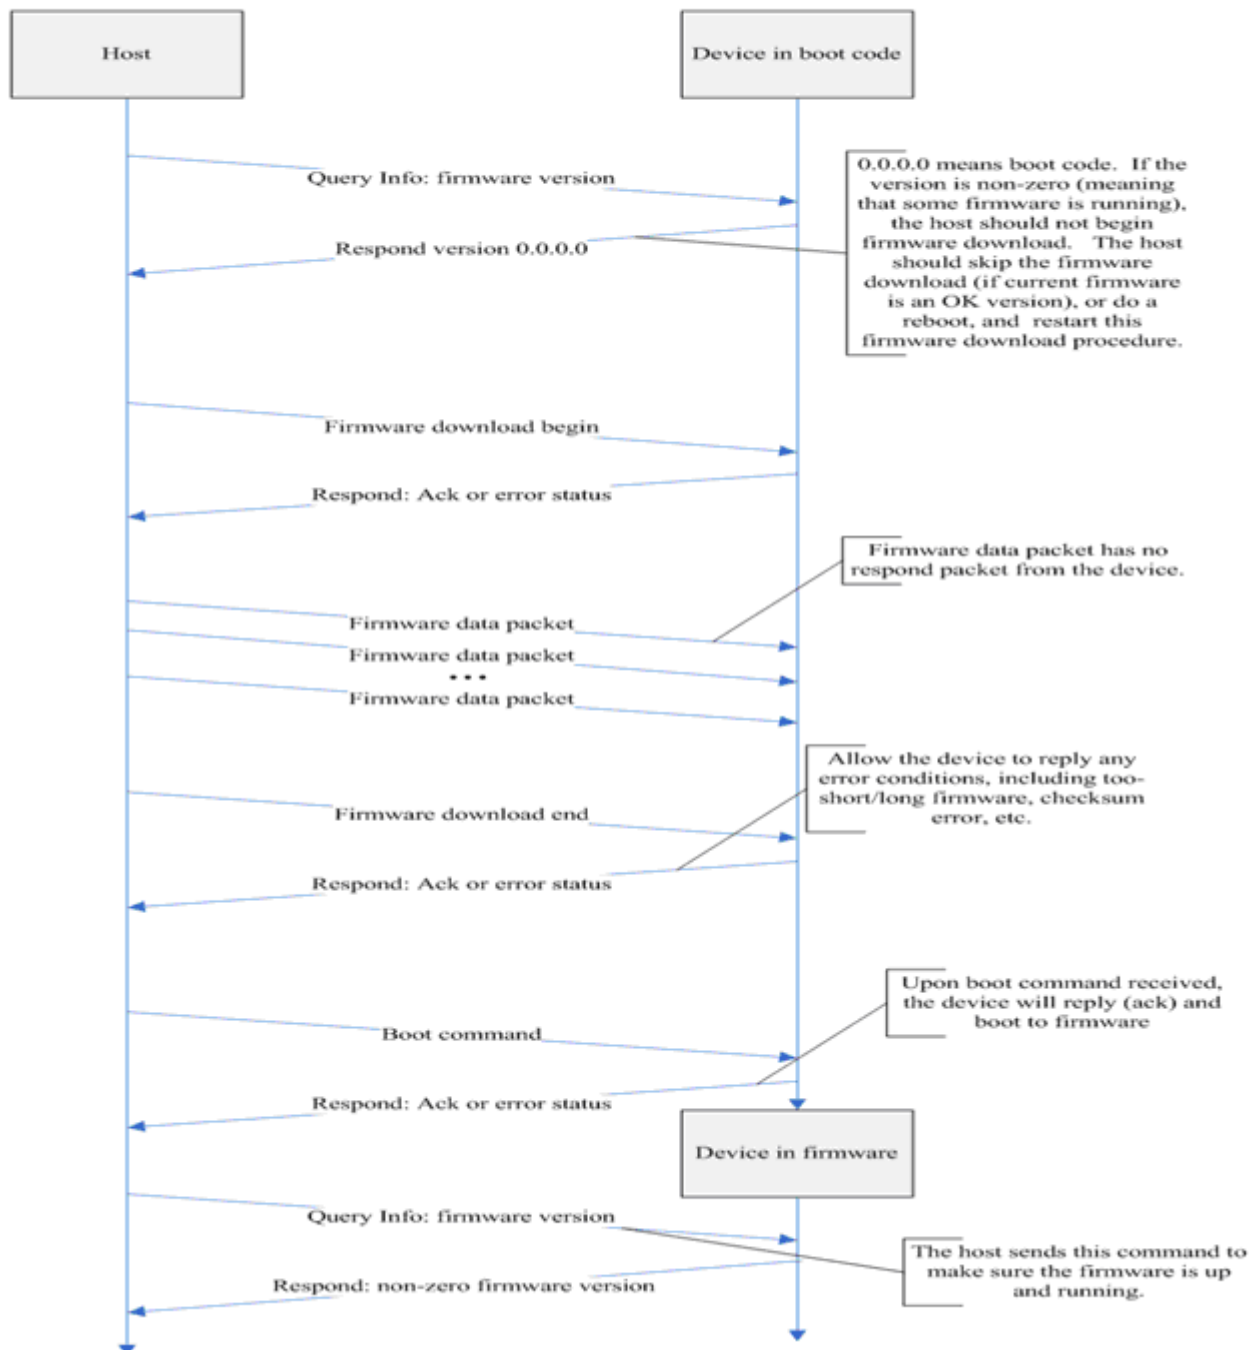 Host
Device in boot code
Query Info: firmware version
0.0.0.0 means boot code.  If the
version is non-zero (meaning
that some firmware is running),
the host should not begin
firmware download.   The host
should skip the firmware
download (if current firmware
is an OK version), or do a
reboot, and  restart this
firmware download procedure.
Respond version 0.0.0.0
Firmware download begin
Respond: Ack or error status
Firmware data packet has no
respond packet from the device.
Firmware data packet
Firmware data packet
...
Firmware data packet
Allow the device to reply any
error conditions, including too-
short/long firmware, checksum
error, etc.
Firmware download end
Respond: Ack or error status
Upon boot command received,
the device will reply (ack) and
boot to firmware
Boot command
Respond: Ack or error status
Device in firmware
Query Info: firmware version
The host sends this command to
make sure the firmware is up
and running.
Respond: non-zero firmware version